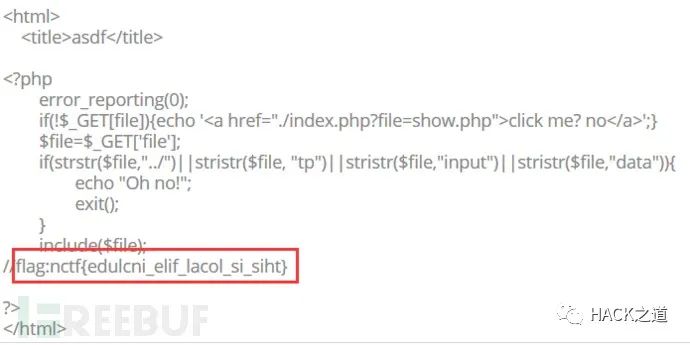 <html>
<title>asdf</title>
<?php
error_reporting(0);
if(!$_GET[file]){echo '<a href="./index.php?file=show.php">click me? no</a>';}
$file=$_GET['file'];
if(strstr($file,"../")||stristr($file, "tp")||stristr($file,"input")||stristr($file,"data")){
echo "Oh no!";
exit();
}
include($file);
//flag:nctf{edulcni_elif_lacol_si_siht}
?>
</html>
REEBUF
HACK之道